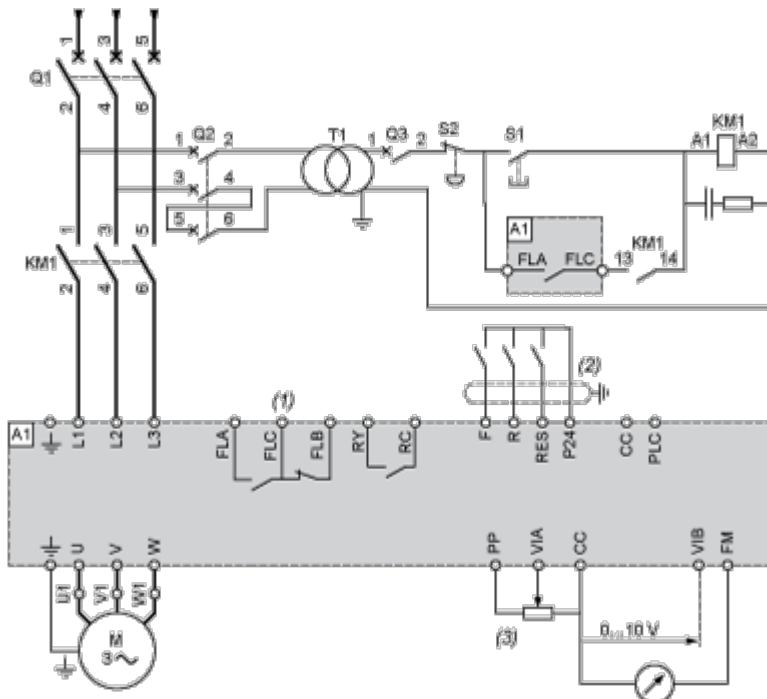 1 3 5
Q1
2 4 6
1 Q2 2 T1 1 Q3 2 S2 S1 KM1
A1 A2
3 4
5 6
A1
FLA FLC 13 KM1 14
1 3 5
KM1
2 4 6
(1) (2)
A1 L1 L2 L3 FLA FLC FLB RY RC F R RES P24 CC PLC
U V W PP VIA CC VIB FM
U1 V1 W1
(3) 0 ... 10 V
M
3